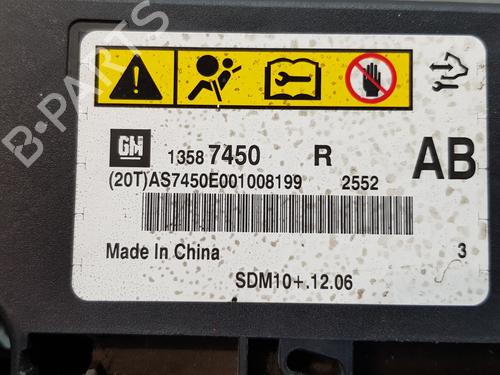 B-PARTS
GM 1358 7450 R AB
(20T)AS7450E001008199 2552
Made In China 3
SDM10+.12.06